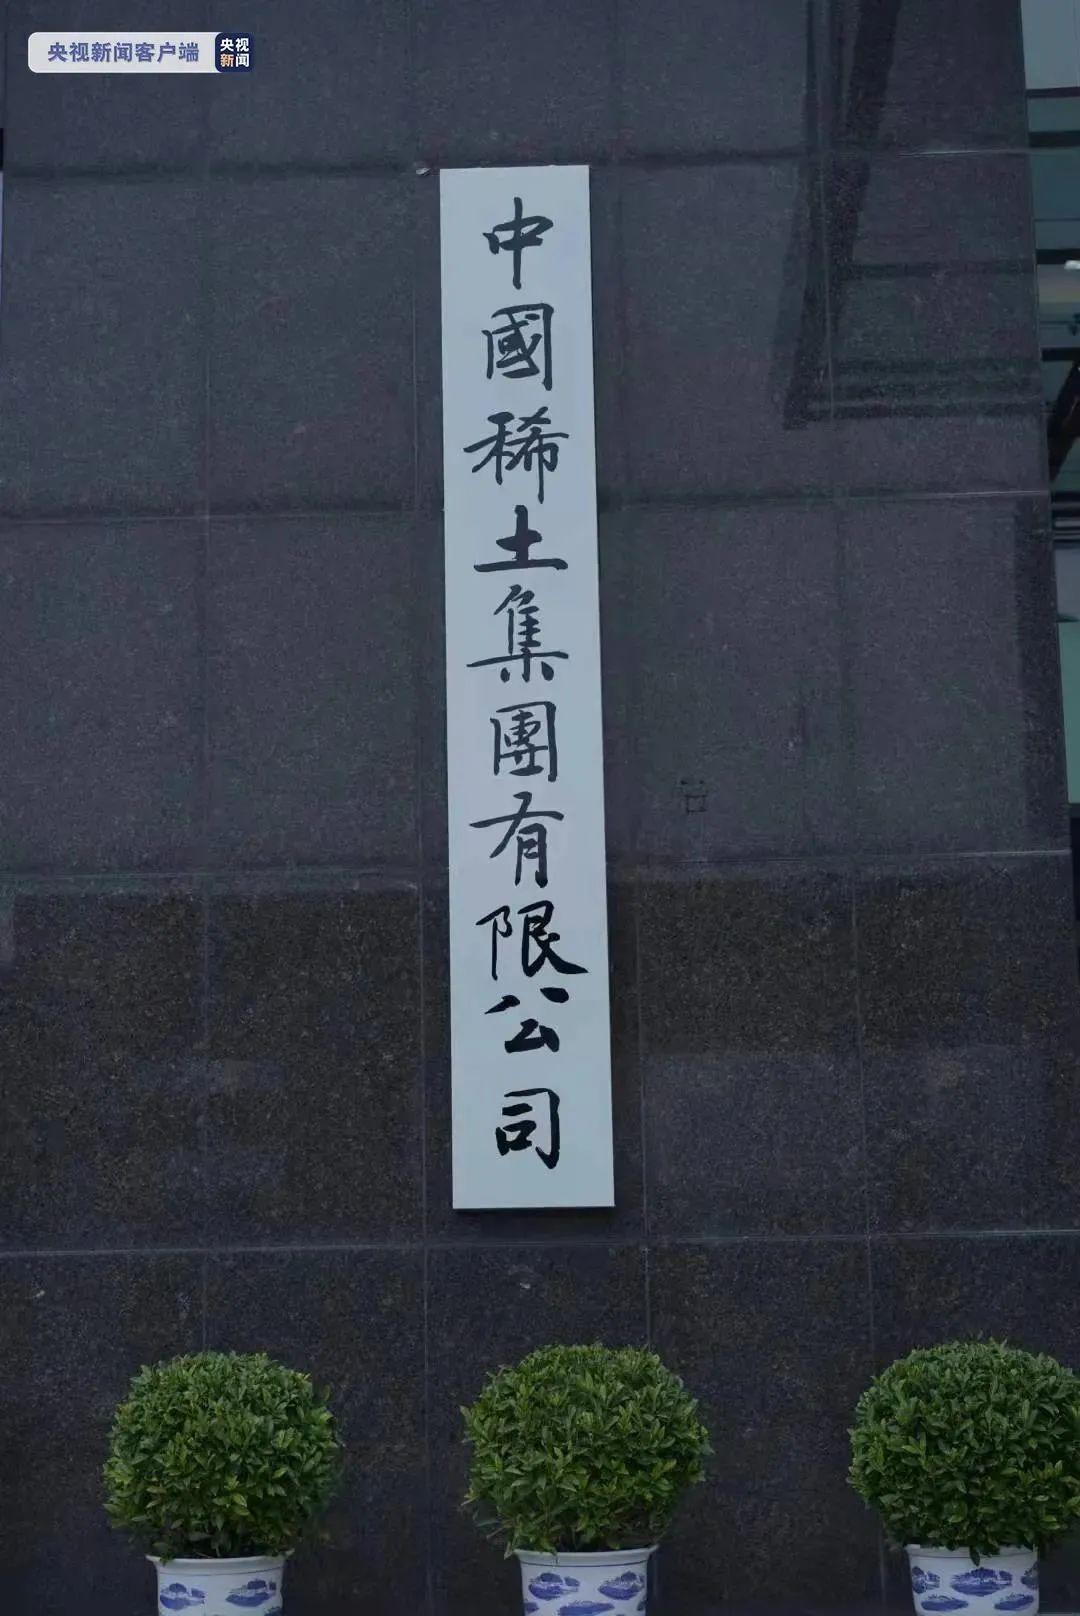 央视新闻客户端
央视
新闻
中國稀土集團有限公司